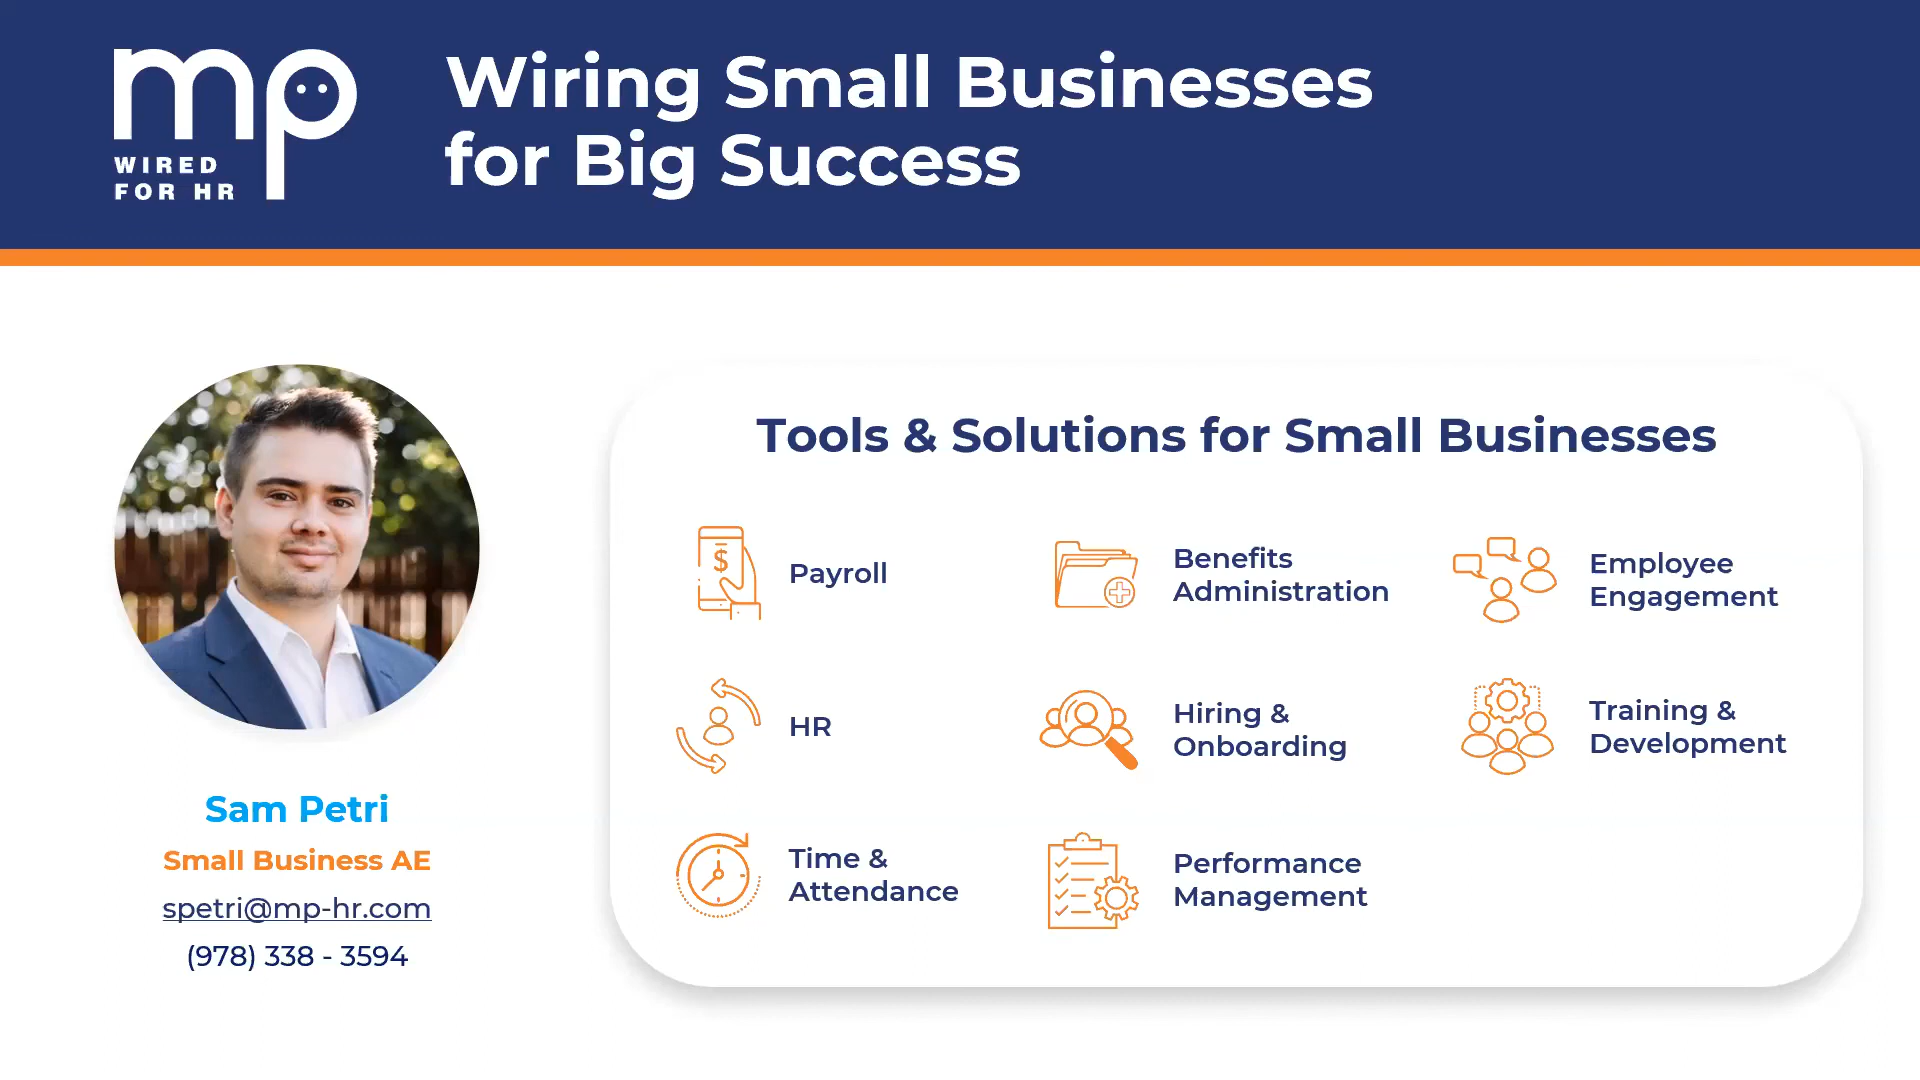 mp
WIRED
FOR HR
Wiring Small Businesses
for Big Success
Sam Petri
Small Business AE
spetri@mp-hr.com
(978) 338 - 3594
Tools & Solutions for Small Businesses
$
Payroll
Benefits
Administration
Employee
Engagement
HR
Hiring &
Onboarding
Training &
Development
Time &
Attendance
Performance
Management